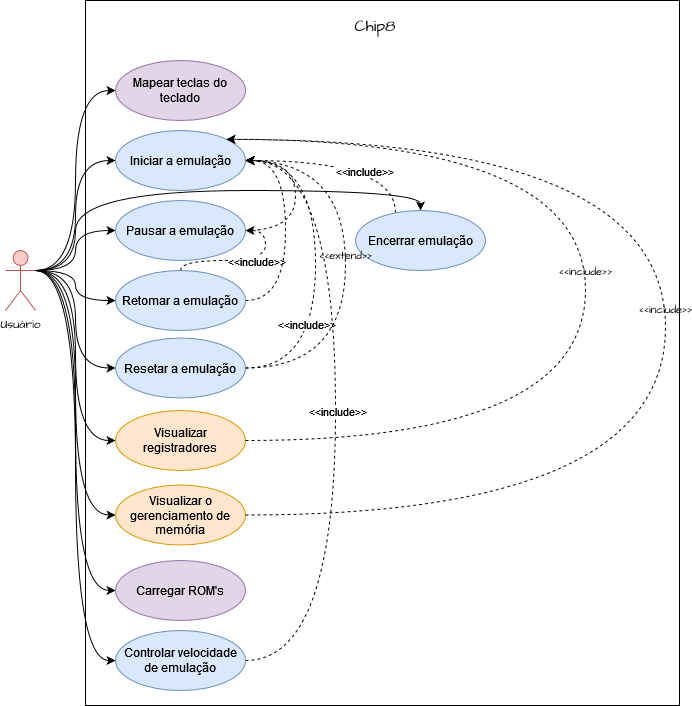 Chip8
Mapear teclas do
teclado
Iniciar a emulação
<<include>>
Pausar a emulação
Encerrar emulação
<<extend>>
<<include>>
<<include>>
Usuário
Retomar a emulação
<<include>>
<<include>>
Resetar a emulação
<<include>>
Visualizar
registradores
Visualizar o
gerenciamento de
memória
Carregar ROM's
Controlar velocidade
de emulação